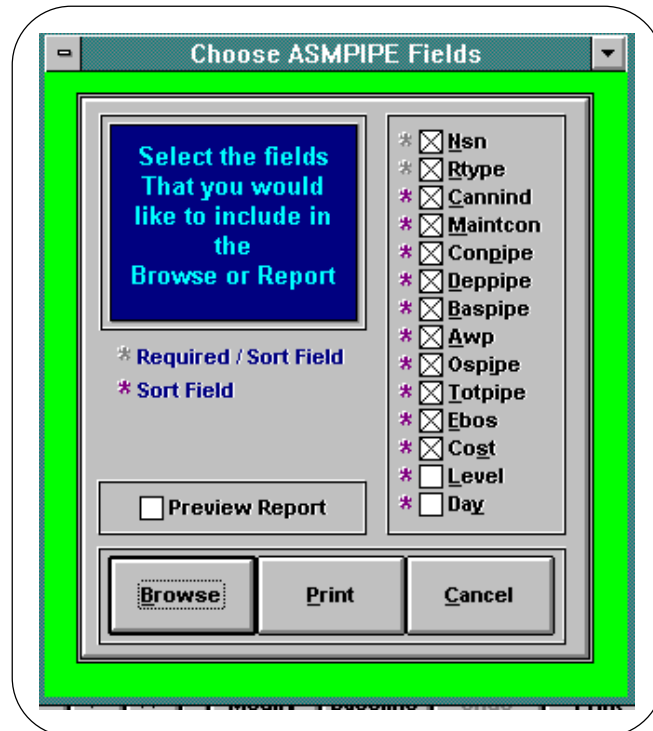 Choose ASMPIPE Fields
Select the fields
That you would
like to include in
the
Browse or Report
* Required / Sort Field
* Sort Field
* Nsn
* Rtype
* Cannind
* Maintcon
* Conpipe
* Deppipe
* Baspipe
* Awp
* Ospipe
* Totpipe
* Ebos
* Cost
* Level
* Day
Preview Report
Browse Print Cancel